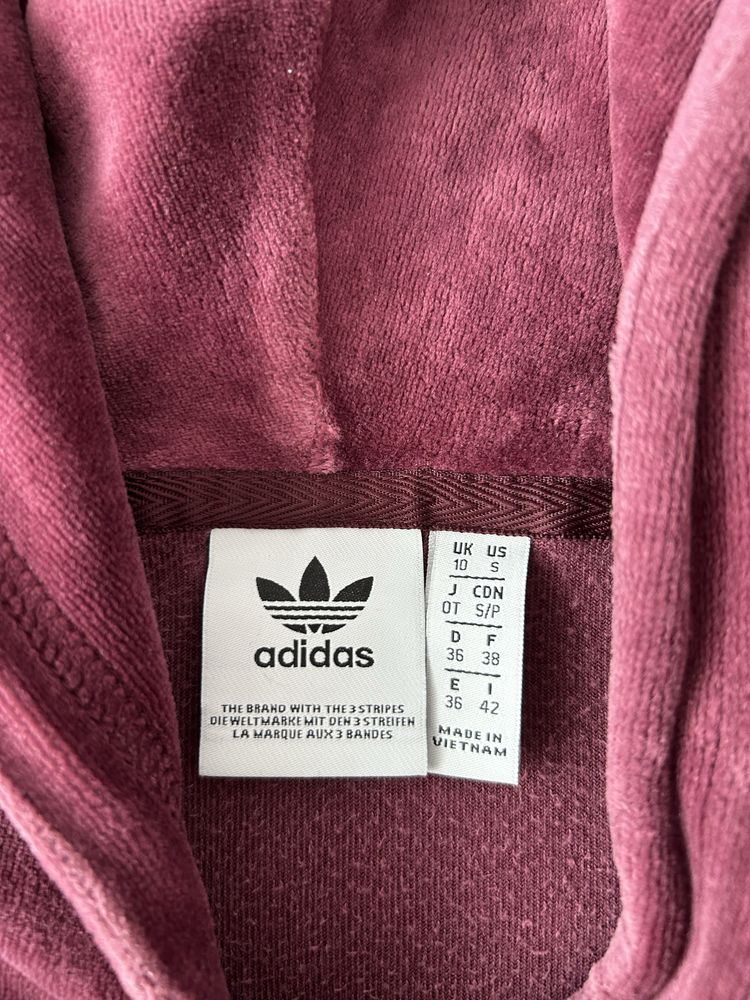 adidas
THE BRAND WITH THE 3 STRIPES
DIE WELTMARKE MIT DEN 3 STREIFEN
LA MARQUE AUX 3 BANDES
UK US
10 S
J CDN
OT S/P
D F
36 38
E I
36 42
MADE IN
VIETNAM